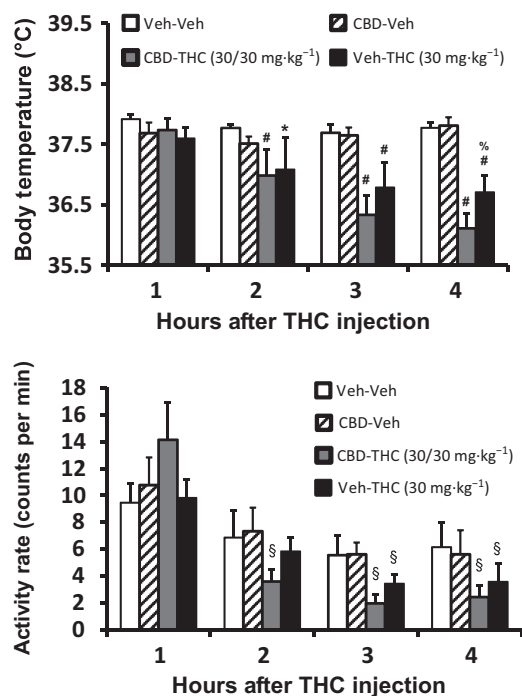 39.5
38.5
37.5
36.5
35.5
Body temperature (°C)
Veh-Veh
CBD-Veh
CBD-THC (30/30 mg·kg⁻¹)
Veh-THC (30 mg·kg⁻¹)
# *
# #
# % #
1 2 3 4
Hours after THC injection
18
16
14
12
10
8
6
4
2
0
Activity rate (counts per min)
Veh-Veh
CBD-Veh
CBD-THC (30/30 mg·kg⁻¹)
Veh-THC (30 mg·kg⁻¹)
§
§ §
§ §
1 2 3 4
Hours after THC injection